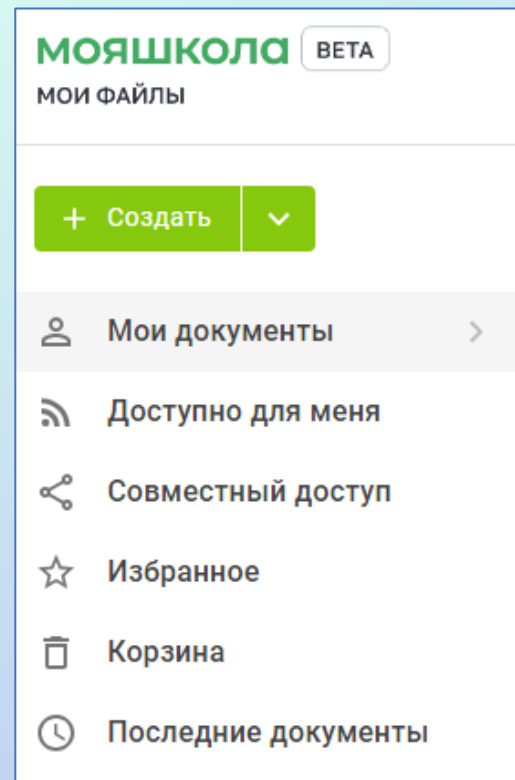 мояшкола BETA
МОИ ФАЙЛЫ
+ Создать
Мои документы
Доступно для меня
Совместный доступ
Избранное
Корзина
Последние документы